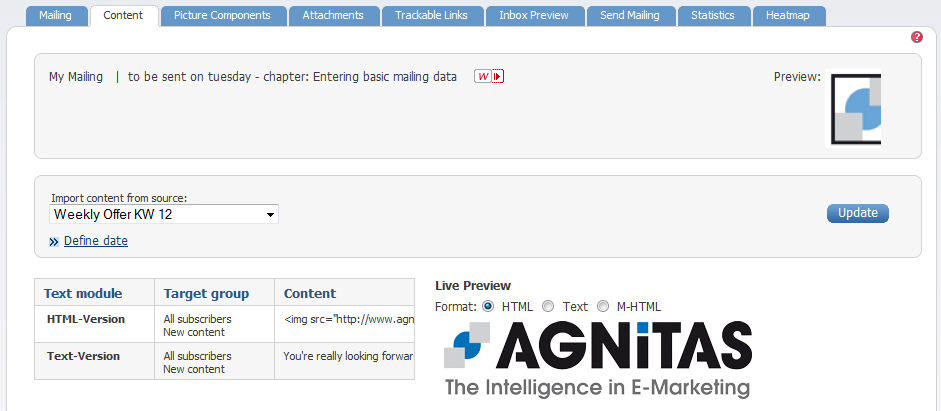 Mailing Content Picture Components Attachments Trackable Links Inbox Preview Send Mailing Statistics Heatmap
?
My Mailing | to be sent on tuesday - chapter: Entering basic mailing data W Preview:
Import content from source:
Weekly Offer KW 12
Update
Define date
Live Preview
Text module Target group Content
Format: HTML Text M-HTML
HTML-Version All subscribers <img src="http://www.agn
New content
Text-Version All subscribers You're really looking forwar
New content
AGNiTAS
The Intelligence in E-Marketing